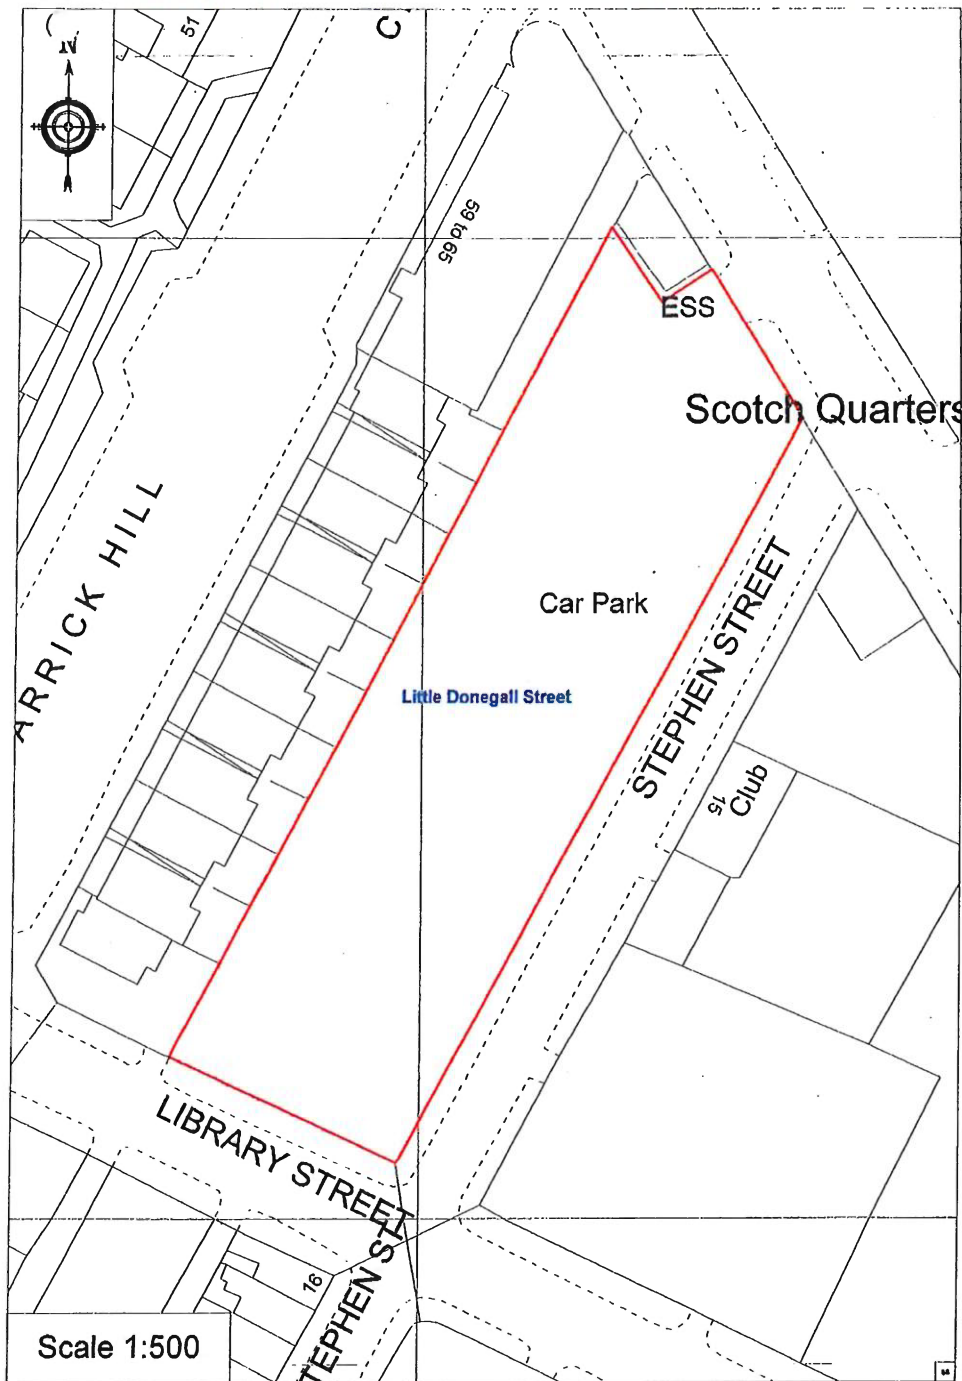 51
C
59 to 65
ESS
Scotch Quarters
ARRICK HILL
Car Park
Little Donegall Street
STEPHEN STREET
15
Club
LIBRARY STREET
16
TEPHEN ST
Scale 1:500